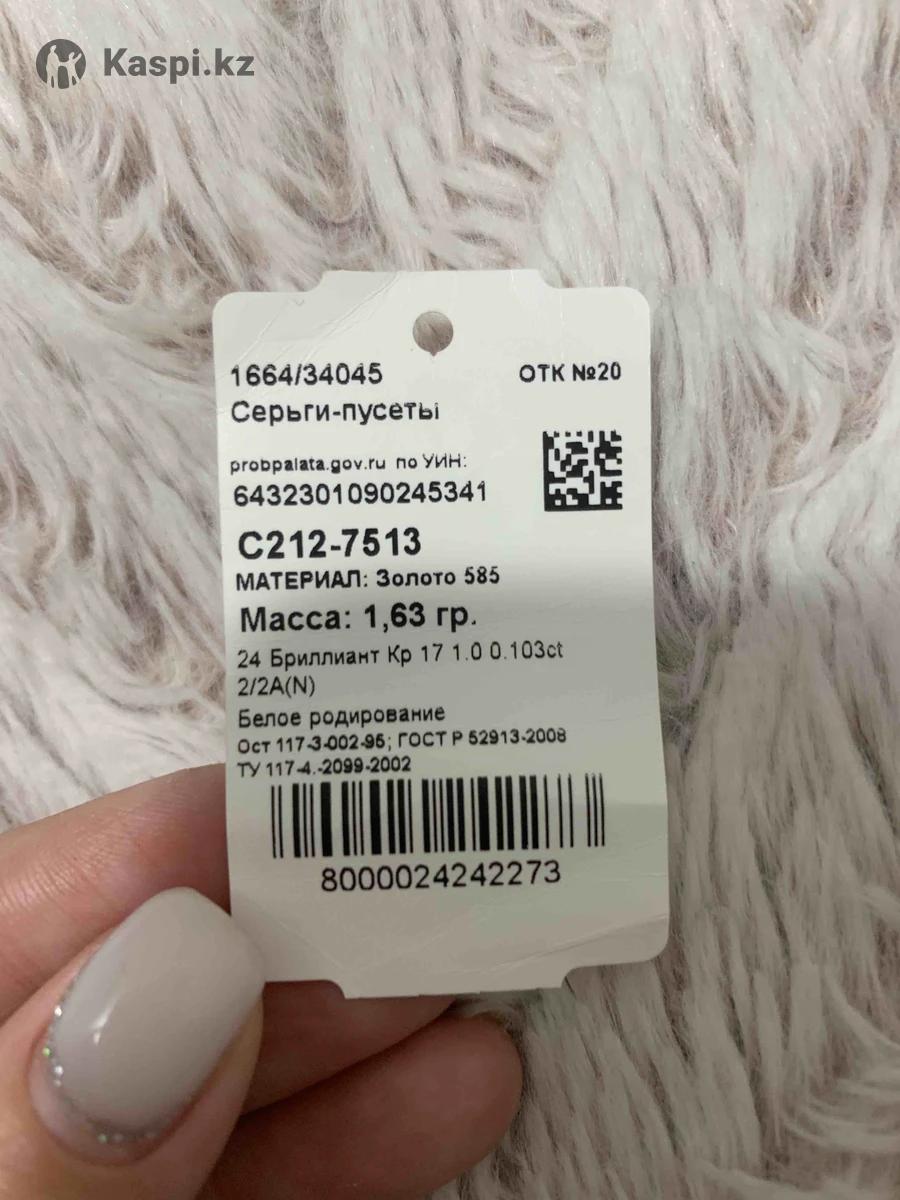 Kaspi.kz
1664/34045 ОТК №20
Серьги-пусеты
probpalata.gov.ru по УИН:
6432301090245341
С212-7513
МАТЕРИАЛ: Золото 585
Масса: 1,63 гр.
24 Бриллиант Кр 17 1.0 0.103ct
2/2А(N)
Белое родирование
Ост 117-3-002-95; ГОСТ Р 52913-2008
ТУ 117-4.-2099-2002
8000024242273